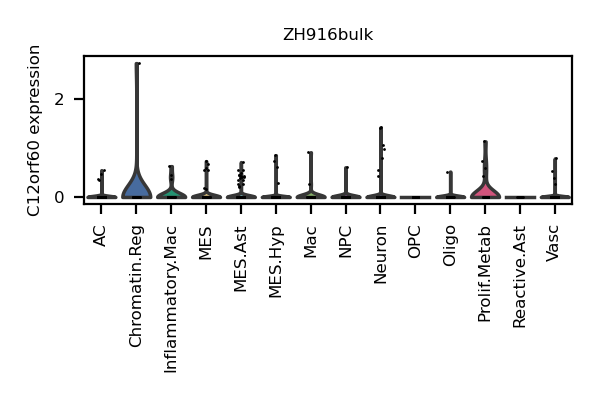 ZH916bulk
C12orf60 expression
2
0
AC
Chromatin.Reg
Inflammatory.Mac
MES
MES.Ast
MES.Hyp
Mac
NPC
Neuron
OPC
Oligo
Prolif.Metab
Reactive.Ast
Vasc